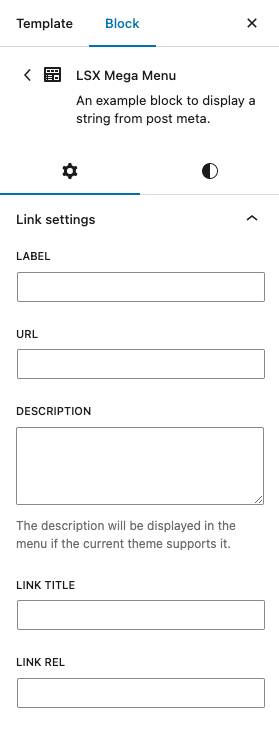 Template
Block
LSX Mega Menu
An example block to display a
string from post meta.
Link settings
LABEL
URL
DESCRIPTION
The description will be displayed in the
menu if the current theme supports it.
LINK TITLE
LINK REL